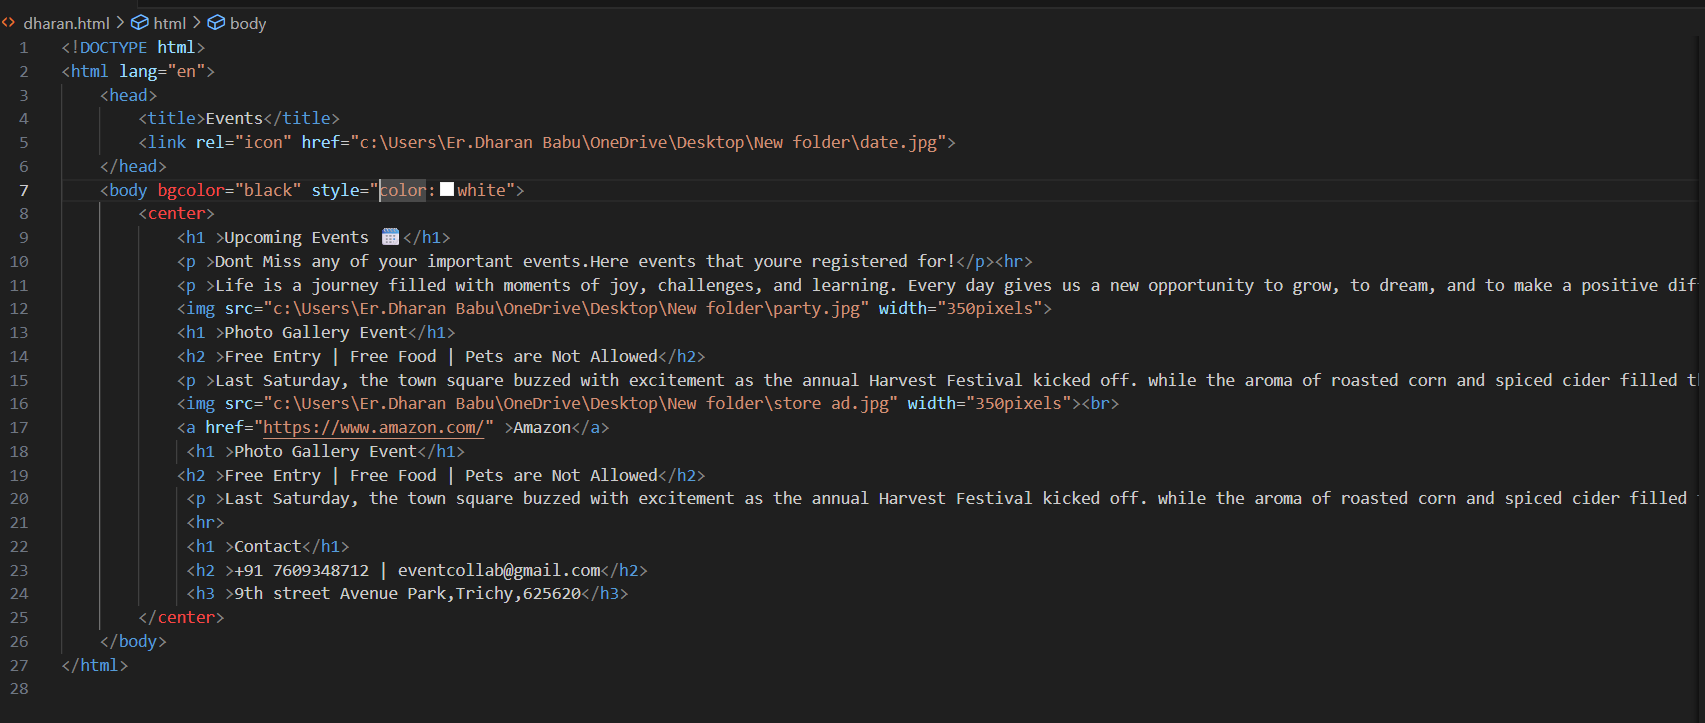 dharan.html > html > body
1 <!DOCTYPE html>
2 <html lang="en">
3 <head>
4 <title>Events</title>
5 <link rel="icon" href="c:\Users\Er.Dharan Babu\OneDrive\Desktop\New folder\date.jpg">
6 </head>
7 <body bgcolor="black" style="color:white">
8 <center>
9 <h1 >Upcoming Events 🗓</h1>
10 <p >Dont Miss any of your important events.Here events that youre registered for!</p><hr>
11 <p >Life is a journey filled with moments of joy, challenges, and learning. Every day gives us a new opportunity to grow, to dream, and to make a positive dif
12 <img src="c:\Users\Er.Dharan Babu\OneDrive\Desktop\New folder\party.jpg" width="350pixels">
13 <h1 >Photo Gallery Event</h1>
14 <h2 >Free Entry | Free Food | Pets are Not Allowed</h2>
15 <p >Last Saturday, the town square buzzed with excitement as the annual Harvest Festival kicked off. while the aroma of roasted corn and spiced cider filled t
16 <img src="c:\Users\Er.Dharan Babu\OneDrive\Desktop\New folder\store ad.jpg" width="350pixels"><br>
17 <a href="https://www.amazon.com/" >Amazon</a>
18 <h1 >Photo Gallery Event</h1>
19 <h2 >Free Entry | Free Food | Pets are Not Allowed</h2>
20 <p >Last Saturday, the town square buzzed with excitement as the annual Harvest Festival kicked off. while the aroma of roasted corn and spiced cider filled
21 <hr>
22 <h1 >Contact</h1>
23 <h2 >+91 7609348712 | eventcollab@gmail.com</h2>
24 <h3 >9th street Avenue Park,Trichy,625620</h3>
25 </center>
26 </body>
27 </html>
28